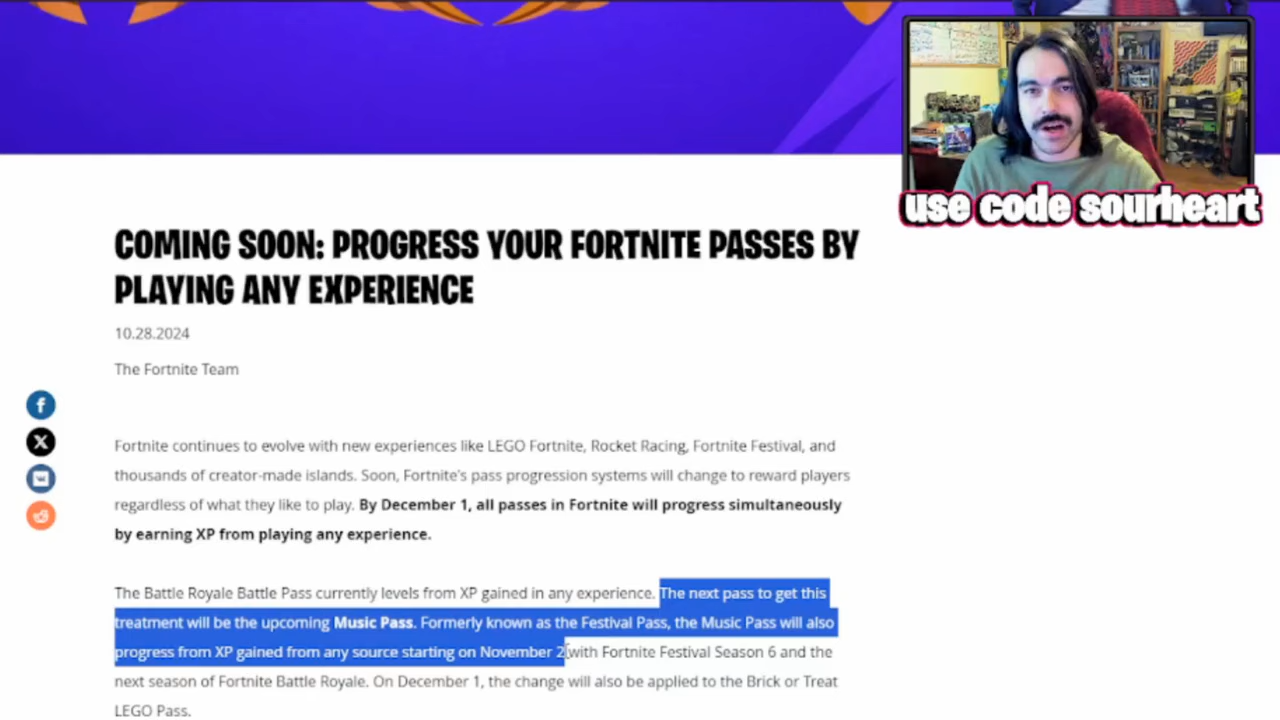 use code sourheart
COMING SOON: PROGRESS YOUR FORTNITE PASSES BY
PLAYING ANY EXPERIENCE
10.28.2024
The Fortnite Team
Fortnite continues to evolve with new experiences like LEGO Fortnite, Rocket Racing, Fortnite Festival, and
thousands of creator-made islands. Soon, Fortnite's pass progression systems will change to reward players
regardless of what they like to play. By December 1, all passes in Fortnite will progress simultaneously
by earning XP from playing any experience.
The Battle Royale Battle Pass currently levels from XP gained in any experience. The next pass to get this
treatment will be the upcoming Music Pass. Formerly known as the Festival Pass, the Music Pass will also
progress from XP gained from any source starting on November 2 with Fortnite Festival Season 6 and the
next season of Fortnite Battle Royale. On December 1, the change will also be applied to the Brick or Treat
LEGO Pass.